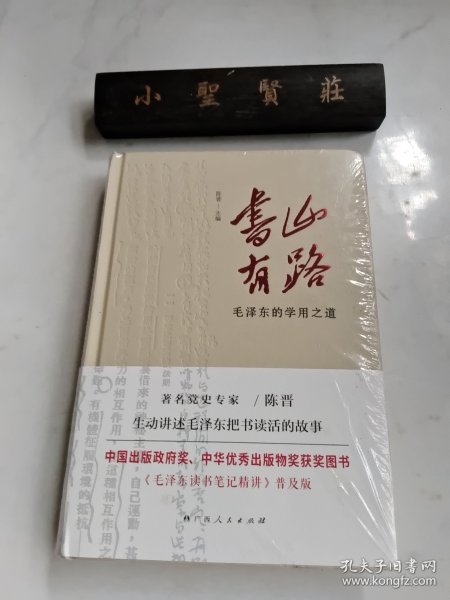 小聖賢莊
書山
有路
陈晋 主编
毛泽东的学用之道
著名党史专家 / 陈晋
生动讲述毛泽东把书读活的故事
中国出版政府奖、中华优秀出版物奖获奖图书
《毛泽东读书笔记精讲》普及版
广西人民出版社
孔夫子旧书网
www.kongfz.com